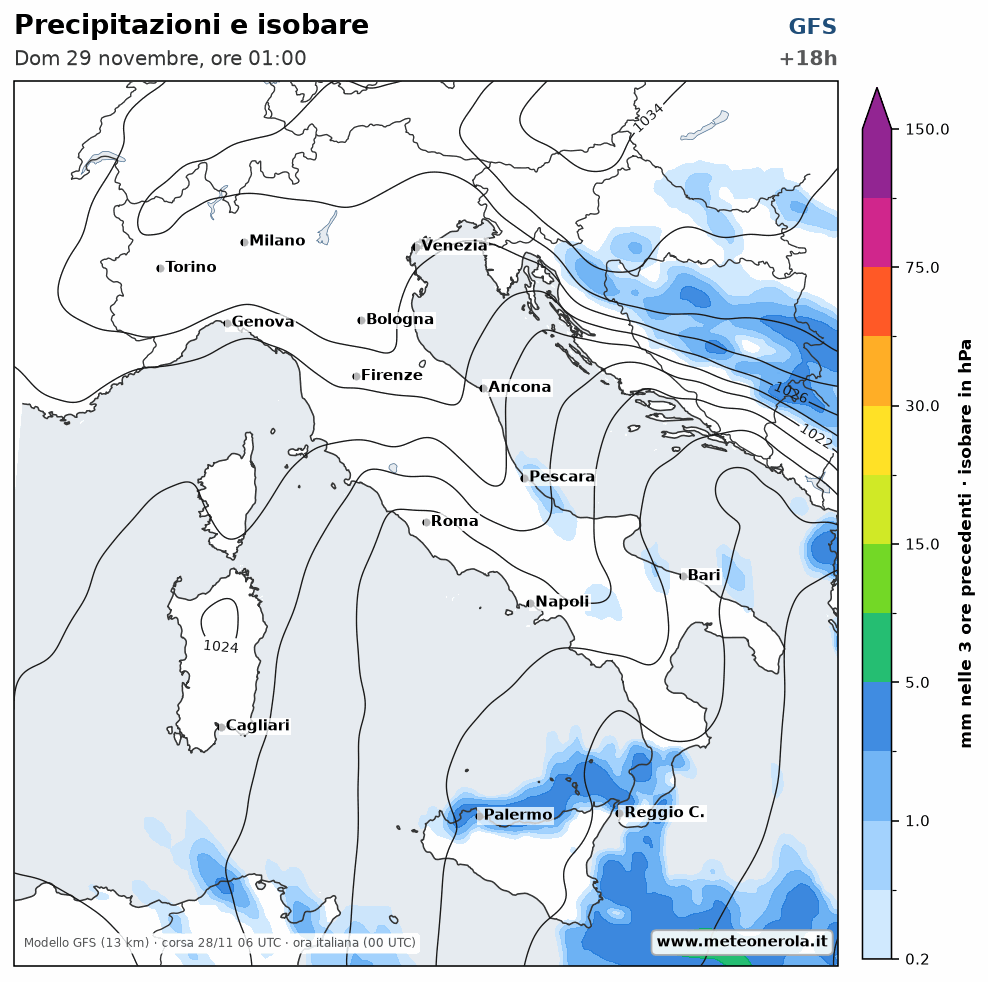 Precipitazioni e isobare
GFS
Dom 29 novembre, ore 01:00
+18h
1034
150.0
Milano
Venezia
Torino
75.0
Genova
Bologna
Firenze
Ancona
1026
30.0
1022
Pescara
Roma
15.0
Bari
Napoli
1024
5.0
Cagliari
Palermo
Reggio C.
1.0
mm nelle 3 ore precedenti · isobare in hPa
Modello GFS (13 km) · corsa 28/11 06 UTC · ora italiana (00 UTC)
www.meteonerola.it
0.2